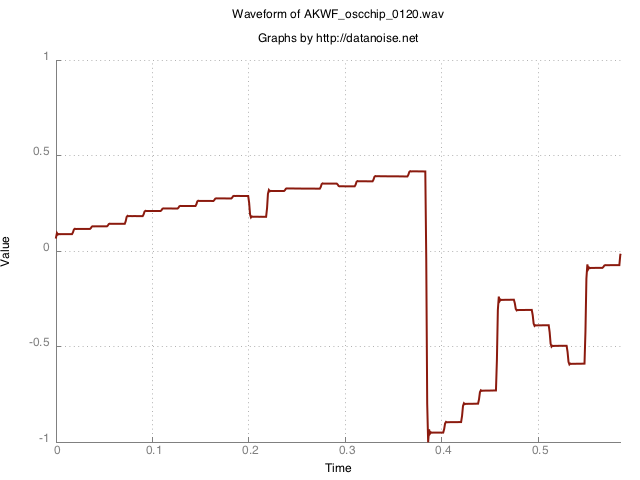 Waveform of AKWF_oscchip_0120.wav
Graphs by http://datanoise.net
1
0.5
0
-0.5
-1
Value
0
0.1
0.2
0.3
0.4
0.5
Time